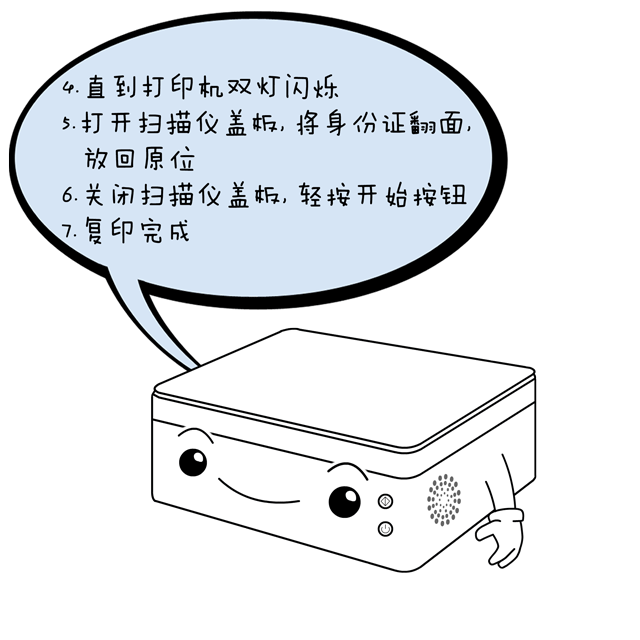 4. 直到打印机双灯闪烁
5. 打开扫描仪盖板, 将身份证翻面,
放回原位
6. 关闭扫描仪盖板, 轻按开始按钮
7. 复印完成